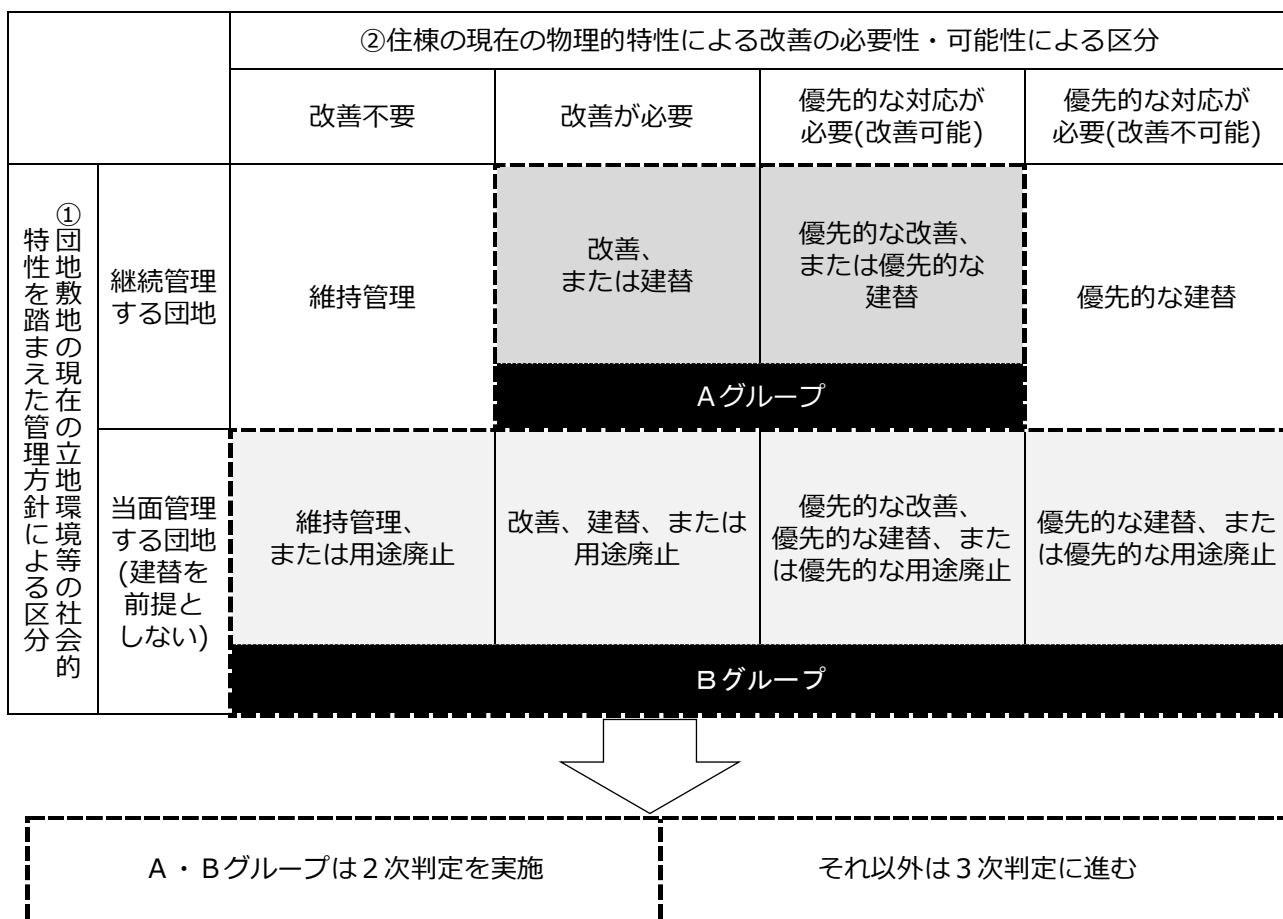 ②住棟の現在の物理的特性による改善の必要性・可能性による区分
改善不要
改善が必要
優先的な対応が
必要(改善可能)
優先的な対応が
必要(改善不可能)
①団地敷地の現在の立地環境等の社会的
特性を踏まえた管理方針による区分
継続管理
する団地
維持管理
改善、
または建替
優先的な改善、
または優先的な
建替
優先的な建替
Aグループ
当面管理
する団地
(建替を
前提と
しない)
維持管理、
または用途廃止
改善、建替、または
用途廃止
優先的な改善、
優先的な建替、また
は優先的な用途廃止
優先的な建替、また
は優先的な用途廃止
Bグループ
A・Bグループは2次判定を実施
それ以外は3次判定に進む